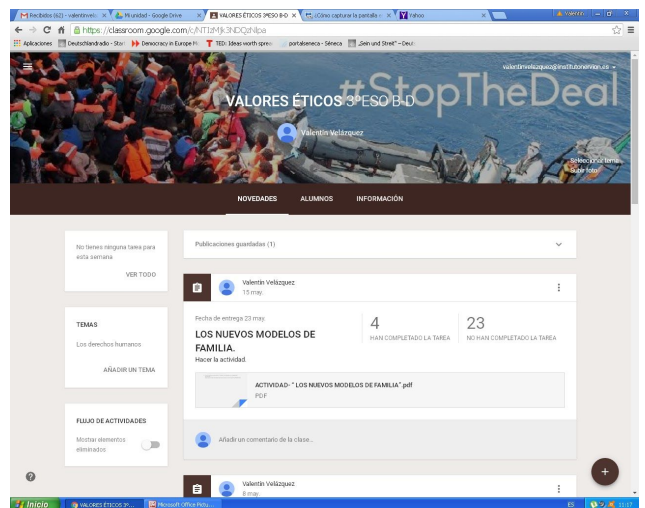 Recibidos (62) - valentinvela
Mi unidad - Google Drive
VALORES ÉTICOS 3ºESO B-D
¿Cómo capturar la pantalla
Yahoo
Valentín
https://classroom.google.com/c/
Aplicaciones
Deutschlandradio - Star
Democracy in Europe M
TED: Ideas worth sprea
portalseneca - Séneca
„Sein und Streit“ – Deut
valentinvelazquez@institutonervion.es
#StopTheDeal
VALORES ÉTICOS 3ºESO B-D
Valentín Velázquez
Seleccionar tema
Subir foto
NOVEDADES
ALUMNOS
INFORMACIÓN
No tienes ninguna tarea para
esta semana
VER TODO
TEMAS
Los derechos humanos
AÑADIR UN TEMA
FLUJO DE ACTIVIDADES
Mostrar elementos
eliminados
Publicaciones guardadas (1)
Valentín Velázquez
15 may.
Fecha de entrega 23 may.
LOS NUEVOS MODELOS DE
FAMILIA.
Hacer la actividad.
4
HAN COMPLETADO LA TAREA
23
NO HAN COMPLETADO LA TAREA
ACTIVIDAD-" LOS NUEVOS MODELOS DE FAMILIA".pdf
PDF
Añadir un comentario de la clase...
Valentín Velázquez
8 may.
Inicio
VALORES ÉTICOS 3º...
Microsoft Office Pictu...
ES
11:17